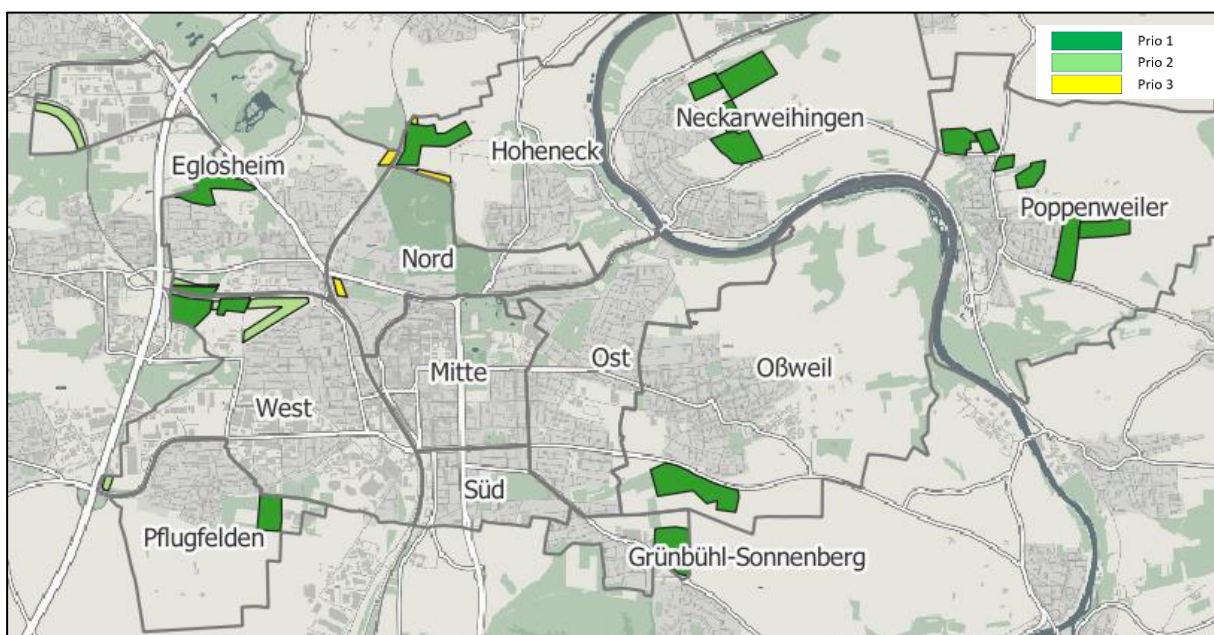 Prio 1
Prio 2
Prio 3
Neckarweihingen
Hoheneck
Eglosheim
Poppenweiler
Nord
Ost
Oßweil
Mitte
West
Süd
Pflugfelden
Grünbühl-Sonnenberg